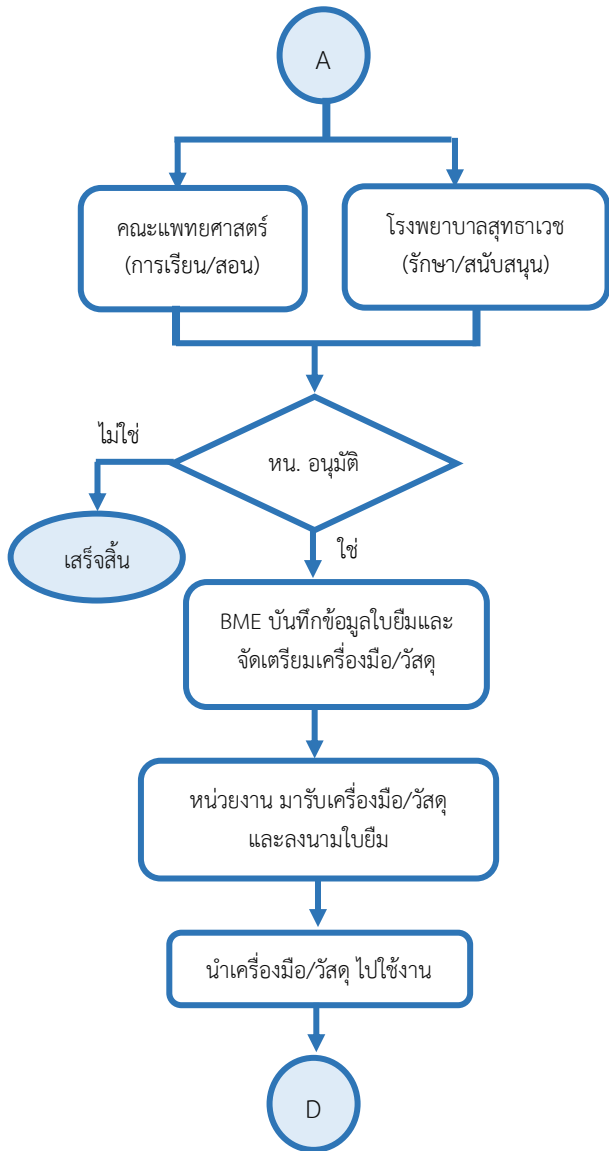 A
คณะแพทยศาสตร์
(การเรียน/สอน)
โรงพยาบาลสุทธาเวช
(รักษา/สนับสนุน)
ไม่ใช่
หน. อนุมัติ
เสร็จสิ้น
ใช่
BME บันทึกข้อมูลใบยืมและ
จัดเตรียมเครื่องมือ/วัสดุ
หน่วยงาน มารับเครื่องมือ/วัสดุ
และลงนามใบยืม
นำเครื่องมือ/วัสดุ ไปใช้งาน
D